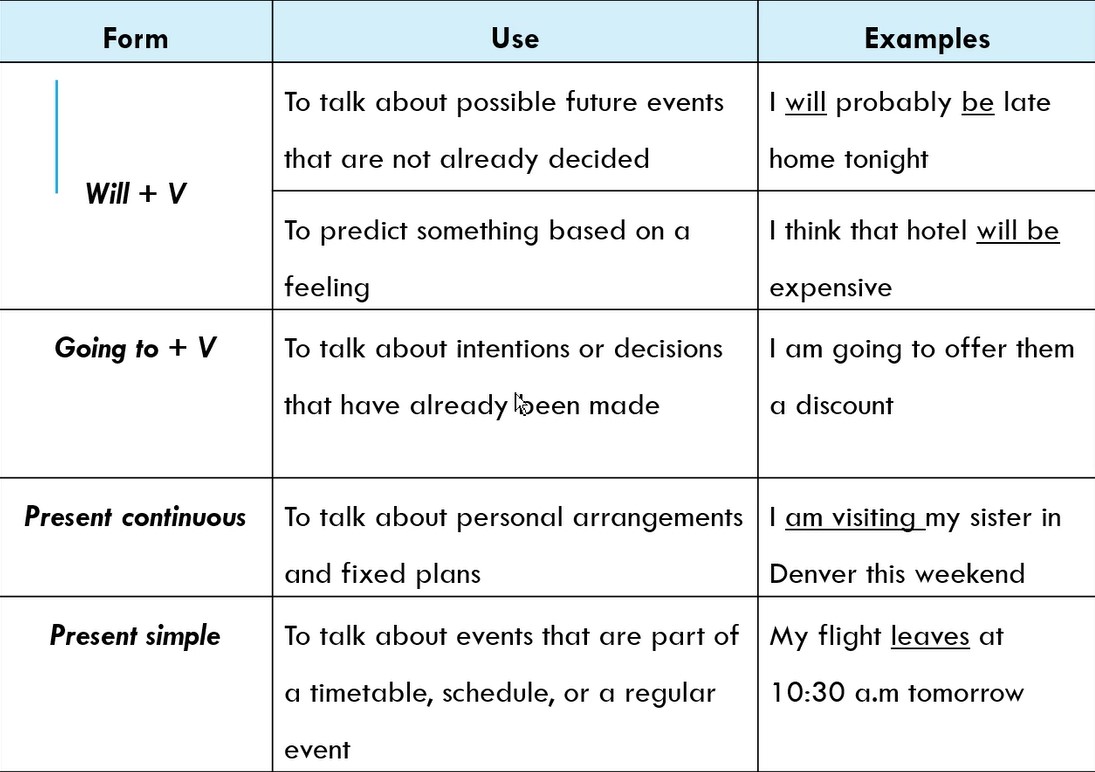 Form Use Examples
Will + V
To talk about possible future events
that are not already decided
I will probably be late
home tonight
To predict something based on a
feeling
I think that hotel will be
expensive
Going to + V
To talk about intentions or decisions
that have already been made
I am going to offer them
a discount
Present continuous
To talk about personal arrangements
and fixed plans
I am visiting my sister in
Denver this weekend
Present simple
To talk about events that are part of
a timetable, schedule, or a regular
event
My flight leaves at
10:30 a.m tomorrow